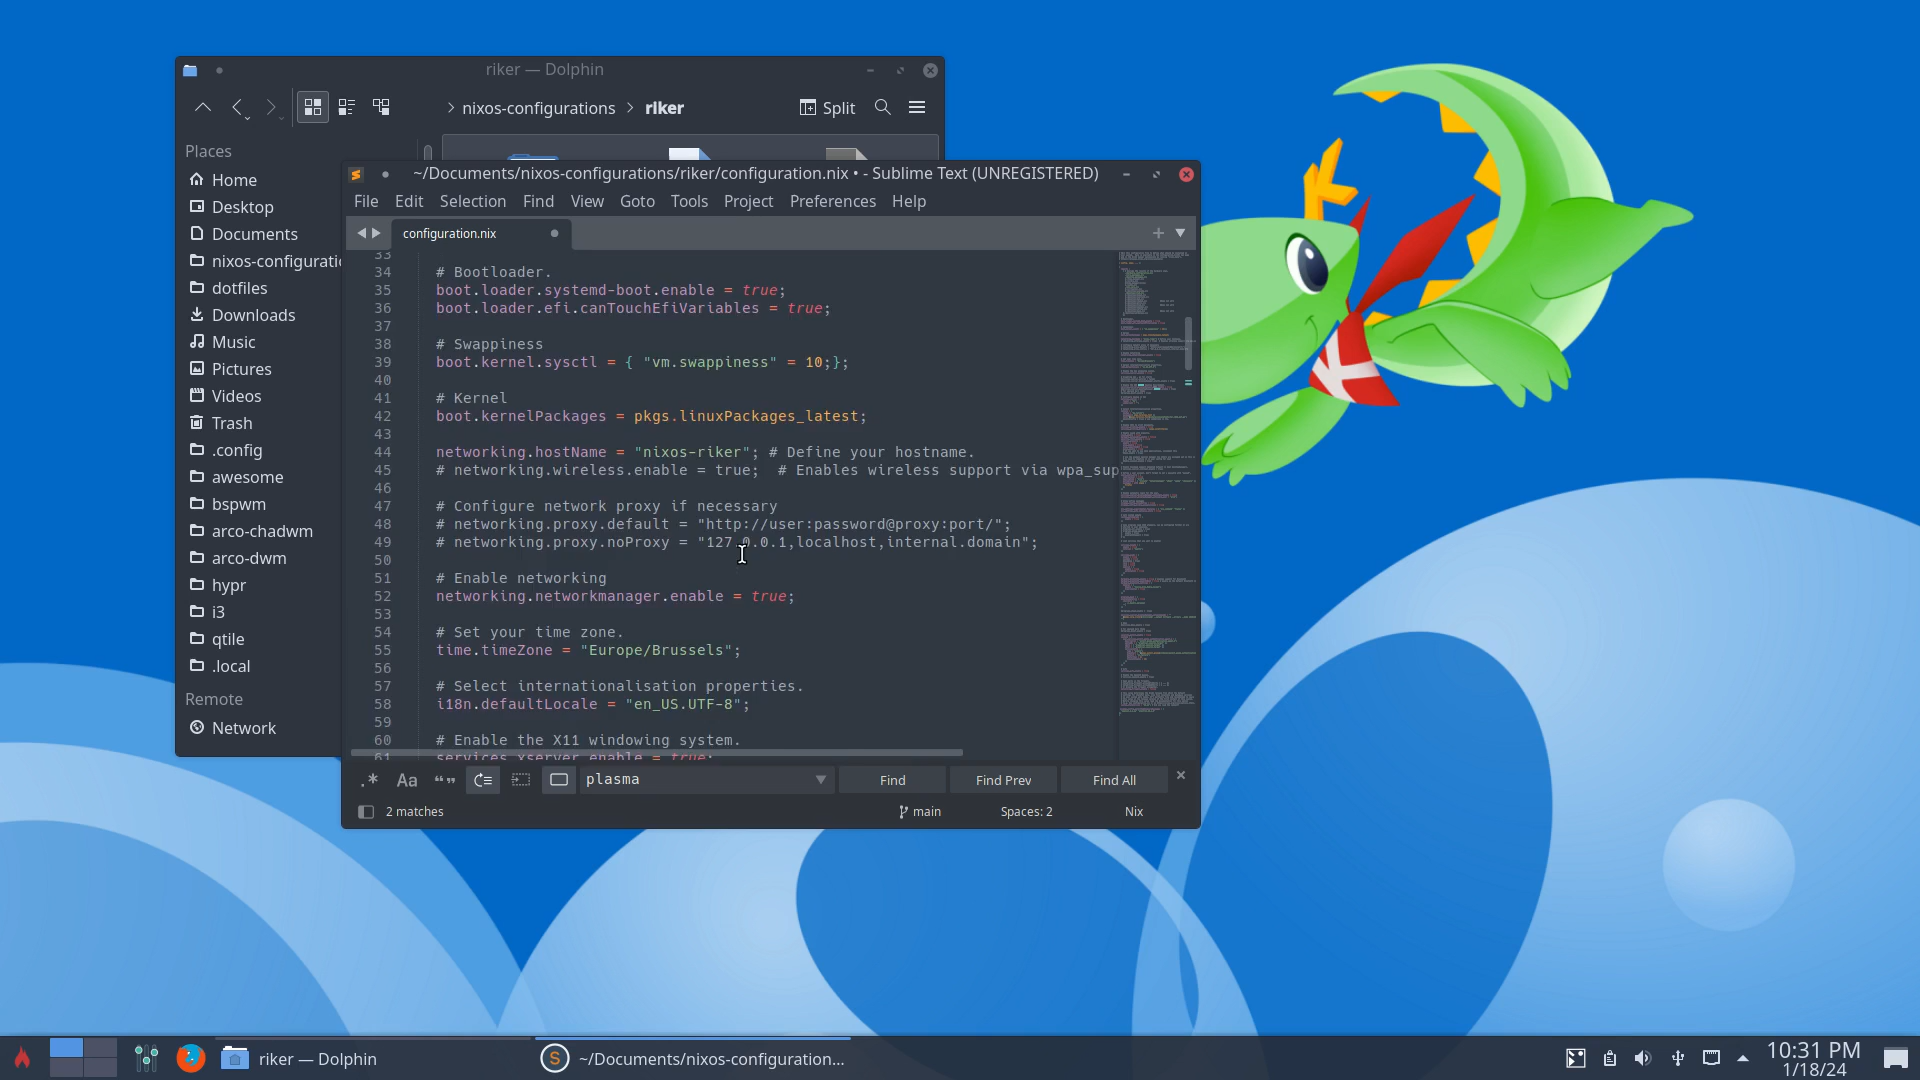 riker — Dolphin
nixos-configurations
riker
Split
Places
Home
Desktop
Documents
nixos-configurati
dotfiles
Downloads
Music
Pictures
Videos
Trash
.config
awesome
bspwm
arco-chadwm
arco-dwm
hypr
i3
qtile
.local
Remote
Network
~/Documents/nixos-configurations/riker/configuration.nix • - Sublime Text (UNREGISTERED)
File Edit Selection Find View Goto Tools Project Preferences Help
configuration.nix
33
34 # Bootloader.
35 boot.loader.systemd-boot.enable = true;
36 boot.loader.efi.canTouchEfiVariables = true;
37
38 # Swappiness
39 boot.kernel.sysctl = { "vm.swappiness" = 10;};
40
41 # Kernel
42 boot.kernelPackages = pkgs.linuxPackages_latest;
43
44 networking.hostName = "nixos-riker"; # Define your hostname.
45 # networking.wireless.enable = true;  # Enables wireless support via wpa_sup
46
47 # Configure network proxy if necessary
48 # networking.proxy.default = "http://user:password@proxy:port/";
49 # networking.proxy.noProxy = "127.0.0.1,localhost,internal.domain";
50
51 # Enable networking
52 networking.networkmanager.enable = true;
53
54 # Set your time zone.
55 time.timeZone = "Europe/Brussels";
56
57 # Select internationalisation properties.
58 i18n.defaultLocale = "en_US.UTF-8";
59
60 # Enable the X11 windowing system.
61 services.xserver.enable = true;
.* Aa “” plasma Find Find Prev Find All
2 matches main Spaces: 2 Nix
riker — Dolphin
~/Documents/nixos-configuration...
10:31 PM
1/18/24